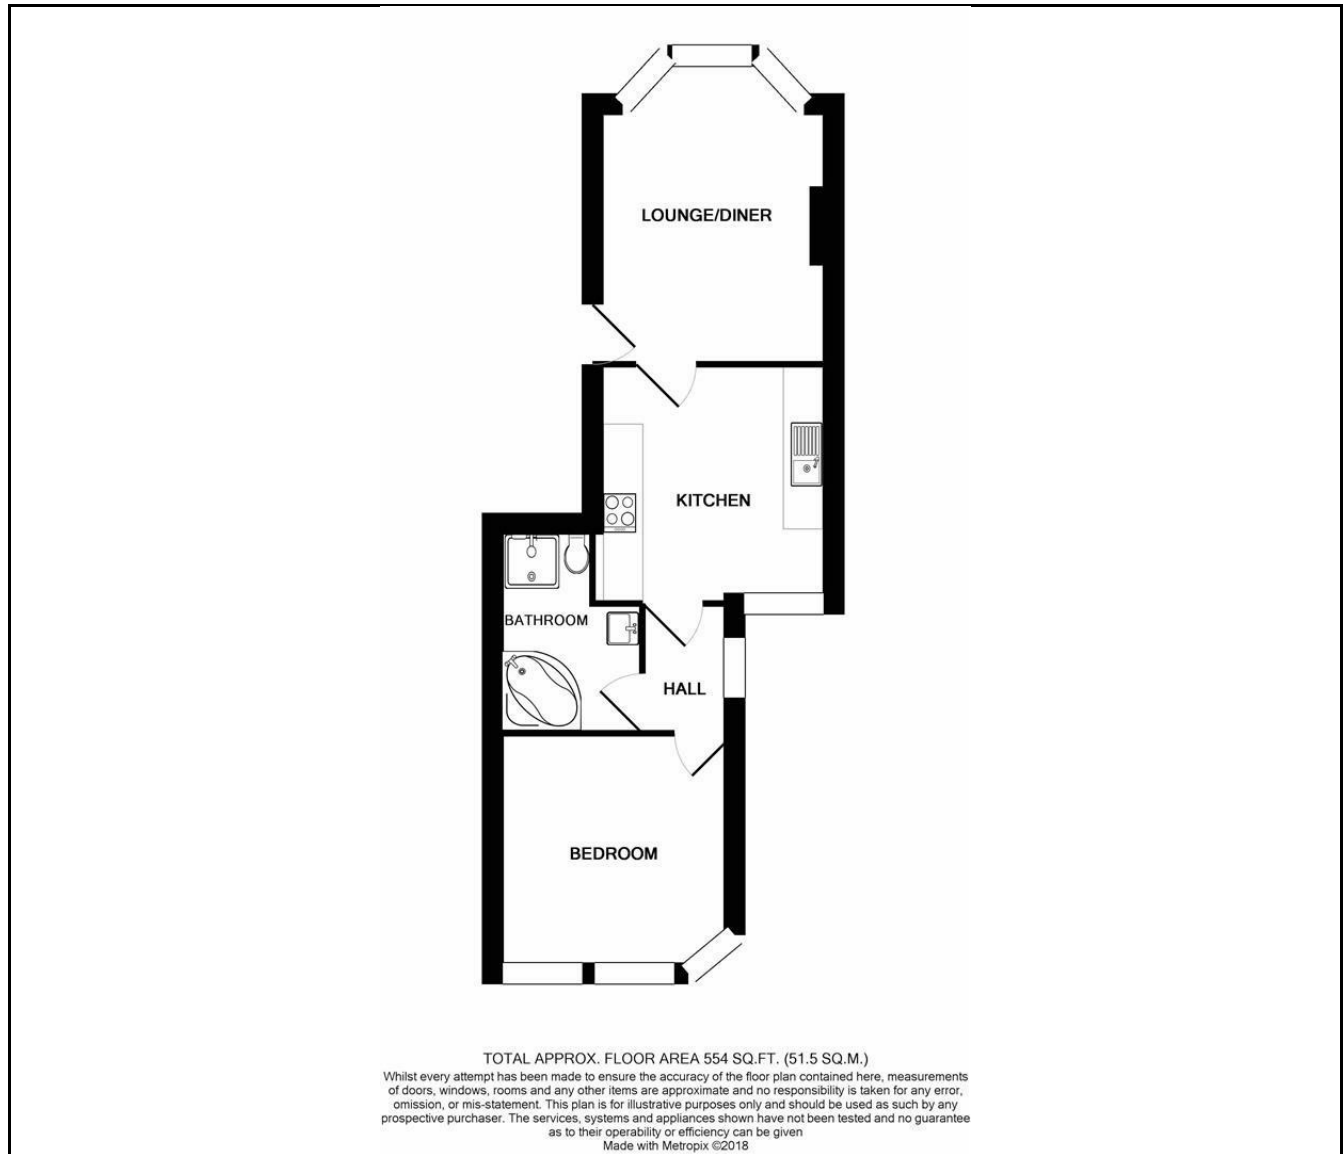 LOUNGE/DINER
KITCHEN
BATHROOM
HALL
BEDROOM
TOTAL APPROX. FLOOR AREA 554 SQ.FT. (51.5 SQ.M.)
Whilst every attempt has been made to ensure the accuracy of the floor plan contained here, measurements
of doors, windows, rooms and any other items are approximate and no responsibility is taken for any error,
omission, or mis-statement. This plan is for illustrative purposes only and should be used as such by any
prospective purchaser. The services, systems and appliances shown have not been tested and no guarantee
as to their operability or efficiency can be given
Made with Metropix ©2018